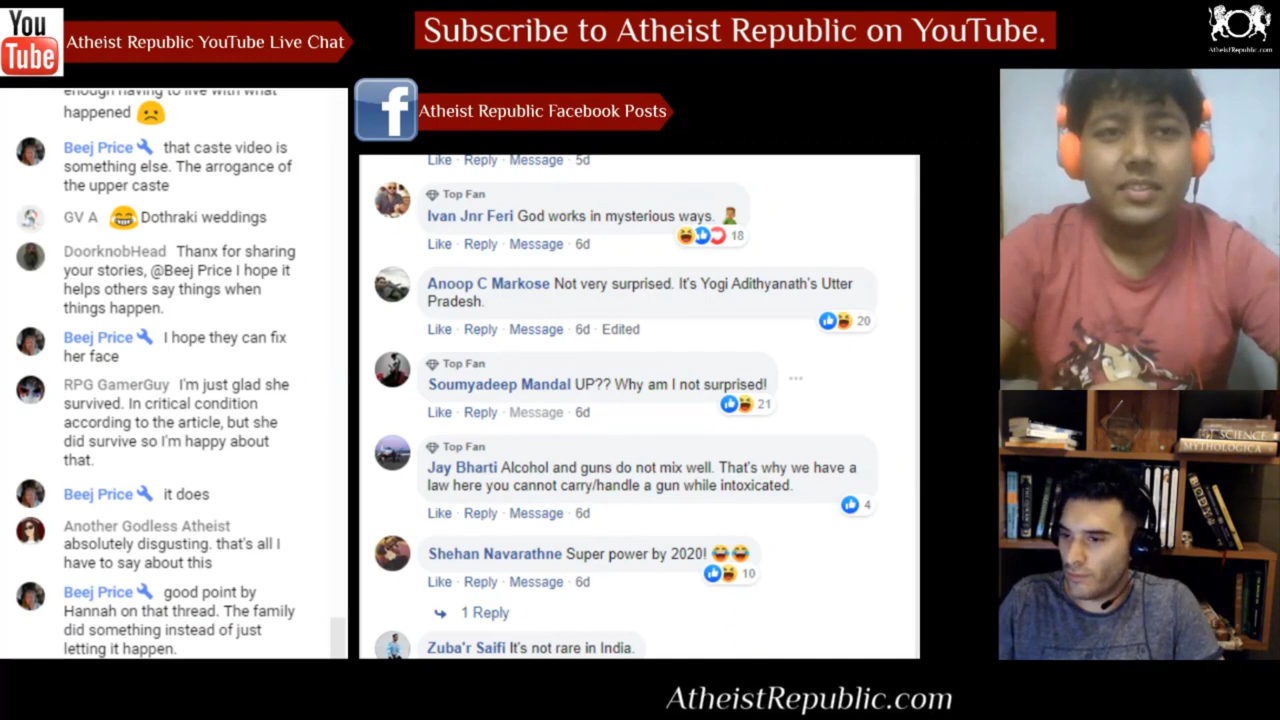 You
Tube
Atheist Republic YouTube Live Chat
Subscribe to Atheist Republic on YouTube.
AtheistRepublic.com
f
Atheist Republic Facebook Posts
enough having to live with what
happened
Beej Price that caste video is
something else. The arrogance of
the upper caste
GV A Dothraki weddings
DoorknobHead Thanx for sharing
your stories, @Beej Price I hope it
helps others say things when
things happen.
Beej Price I hope they can fix
her face
RPG GamerGuy I'm just glad she
survived. In critical condition
according to the article, but she
did survive so I'm happy about
that.
Beej Price it does
Another Godless Atheist
absolutely disgusting. that's all I
have to say about this
Beej Price good point by
Hannah on that thread. The family
did something instead of just
letting it happen.
Like · Reply · Message · 5d
Top Fan
Ivan Jnr Feri God works in mysterious ways.
18
Like · Reply · Message · 6d
Anoop C Markose Not very surprised. It's Yogi Adithyanath's Utter
Pradesh.
20
Like · Reply · Message · 6d · Edited
Top Fan
Soumyadeep Mandal UP?? Why am I not surprised!
21
Like · Reply · Message · 6d
Top Fan
Jay Bharti Alcohol and guns do not mix well. That's why we have a
law here you cannot carry/handle a gun while intoxicated.
4
Like · Reply · Message · 6d
Shehan Navarathne Super power by 2020!
10
Like · Reply · Message · 6d
1 Reply
Zuba'r Saifi It's not rare in India.
SCIENCE
MYTHOLOGICA
AtheistRepublic.com